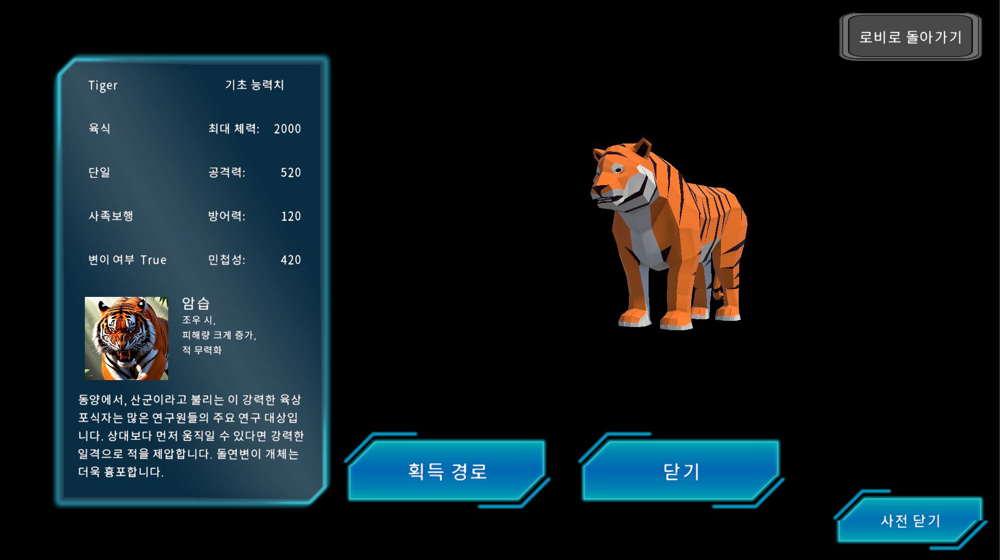 로비로 돌아가기
Tiger 기초 능력치
육식 최대 체력: 2000
단일 공격력: 520
사족보행 방어력: 120
변이 여부 True 민첩성: 420
암습
조우 시,
피해량 크게 증가,
적 무력화
동양에서, 산군이라고 불리는 이 강력한 육상
포식자는 많은 연구원들의 주요 연구 대상입
니다. 상대보다 먼저 움직일 수 있다면 강력한
일격으로 적을 제압합니다. 돌연변이 개체는
더욱 흉포합니다.
획득 경로
닫기
사전 닫기